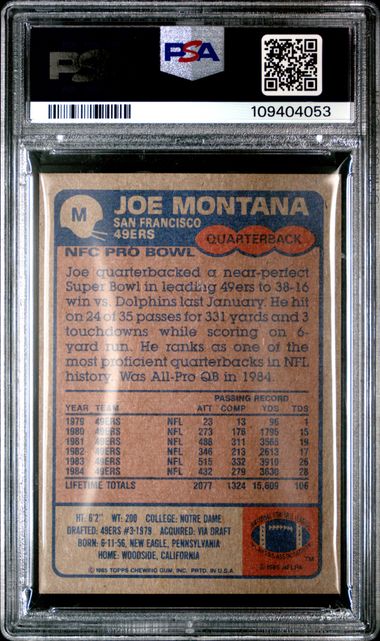 PSA
PSA
109404053
M
JOE MONTANA
SAN FRANCISCO
49ERS
QUARTERBACK
NFC PRO BOWL
Joe quarterbacked a near-perfect
Super Bowl in leading 49ers to 38-16
win vs. Dolphins last January. He hit
on 24 of 35 passes for 331 yards and 3
touchdowns while scoring on 6-
yard run. He ranks as one of the
most proficient quarterbacks in NFL
history. Was All-Pro QB in 1984.
PASSING RECORD
YEAR TEAM ATT COMP YDS TDS
1979 49ERS NFL 23 13 96 1
1980 49ERS NFL 273 176 1795 15
1981 49ERS NFL 488 311 3565 19
1982 49ERS NFL 346 213 2613 17
1983 49ERS NFL 515 332 3910 26
1984 49ERS NFL 432 279 3630 28
LIFETIME TOTALS 2077 1324 15,609 106
HT: 6'2" WT: 200 COLLEGE: NOTRE DAME
DRAFTED: 49ERS #3-1979 ACQUIRED: VIA DRAFT
BORN: 6-11-56, NEW EAGLE, PENNSYLVANIA
HOME: WOODSIDE, CALIFORNIA
© 1985 TOPPS CHEWING GUM, INC. PRTD. IN U.S.A.
© 1985 NFLPA
TM